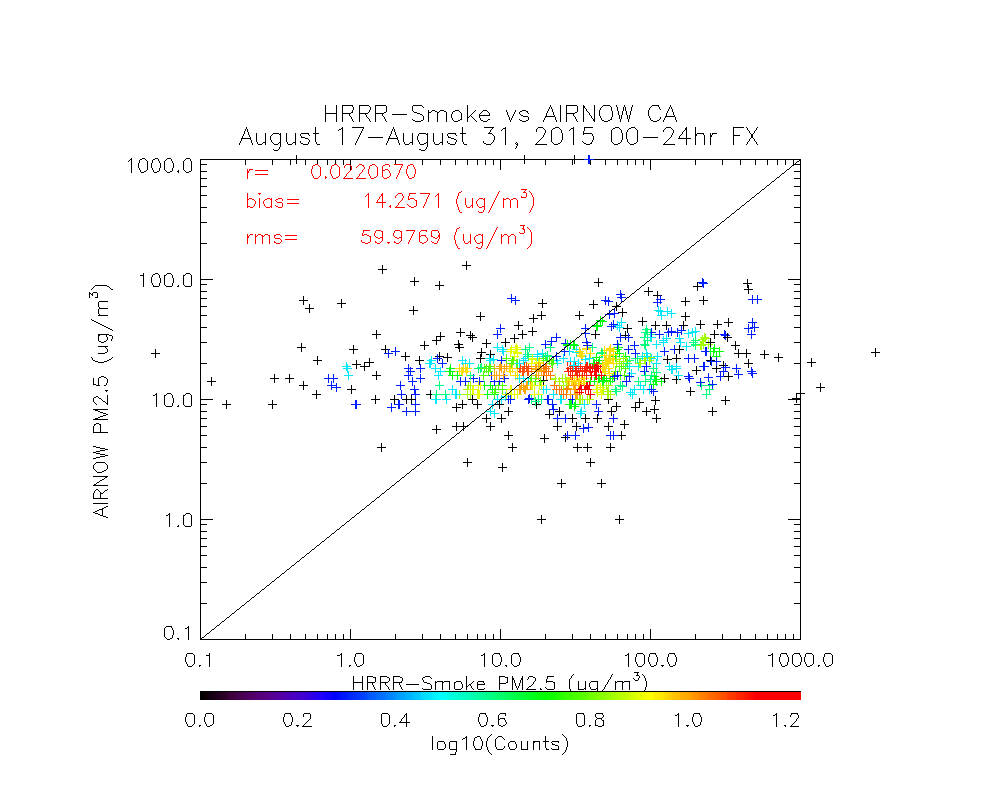 HRRR-Smoke vs AIRNOW CA
August 17-August 31, 2015 00-24hr FX
r= 0.0220670
bias= 14.2571 (ug/m³)
rms= 59.9769 (ug/m³)
1000.0
100.0
10.0
1.0
0.1
AIRNOW PM2.5 (ug/m³)
0.1 1.0 10.0 100.0 1000.0
HRRR-Smoke PM2.5 (ug/m³)
0.0 0.2 0.4 0.6 0.8 1.0 1.2
log10(Counts)